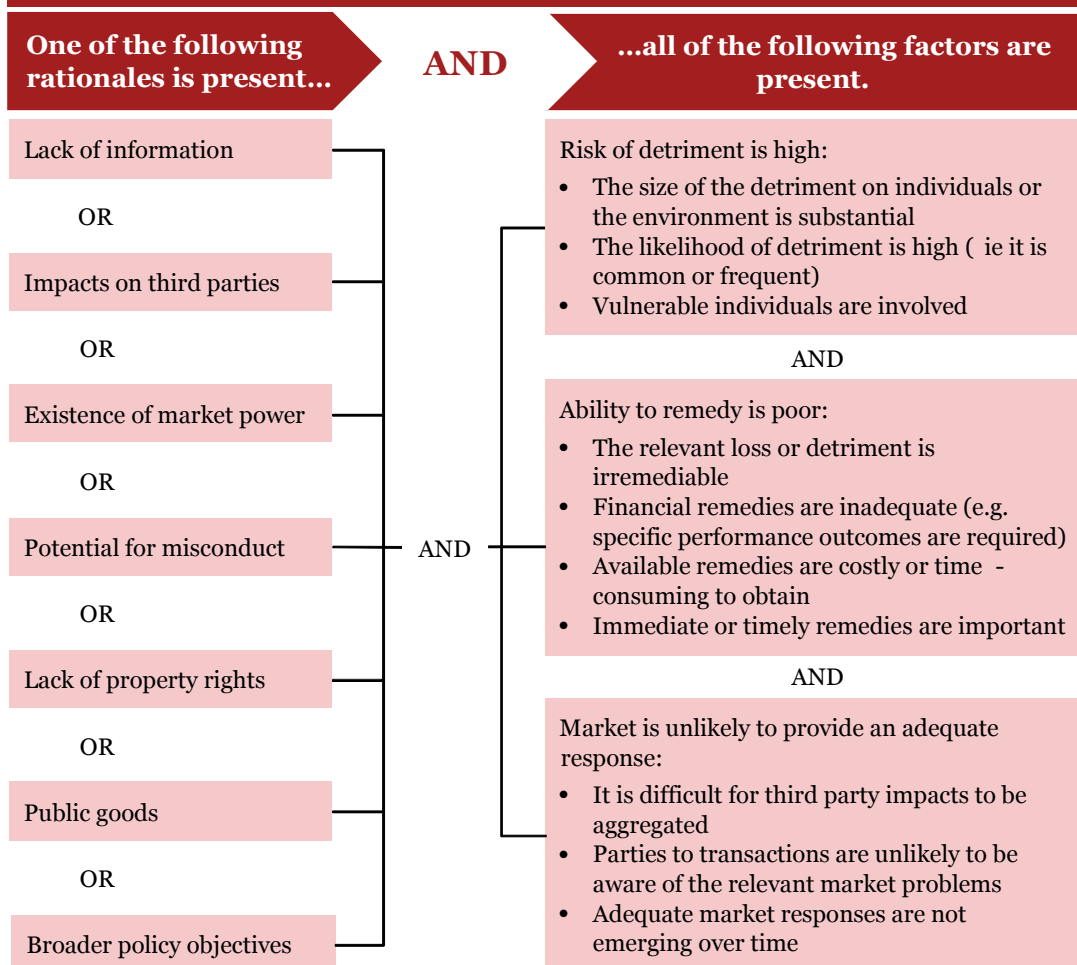 One of the following
rationales is present...
AND
...all of the following factors are
present.
Lack of information
OR
Impacts on third parties
OR
Existence of market power
OR
Potential for misconduct
OR
Lack of property rights
OR
Public goods
OR
Broader policy objectives
AND
Risk of detriment is high:
• The size of the detriment on individuals or
the environment is substantial
• The likelihood of detriment is high ( ie it is
common or frequent)
• Vulnerable individuals are involved
AND
Ability to remedy is poor:
• The relevant loss or detriment is
irremediable
• Financial remedies are inadequate (e.g.
specific performance outcomes are required)
• Available remedies are costly or time -
consuming to obtain
• Immediate or timely remedies are important
AND
Market is unlikely to provide an adequate
response:
• It is difficult for third party impacts to be
aggregated
• Parties to transactions are unlikely to be
aware of the relevant market problems
• Adequate market responses are not
emerging over time